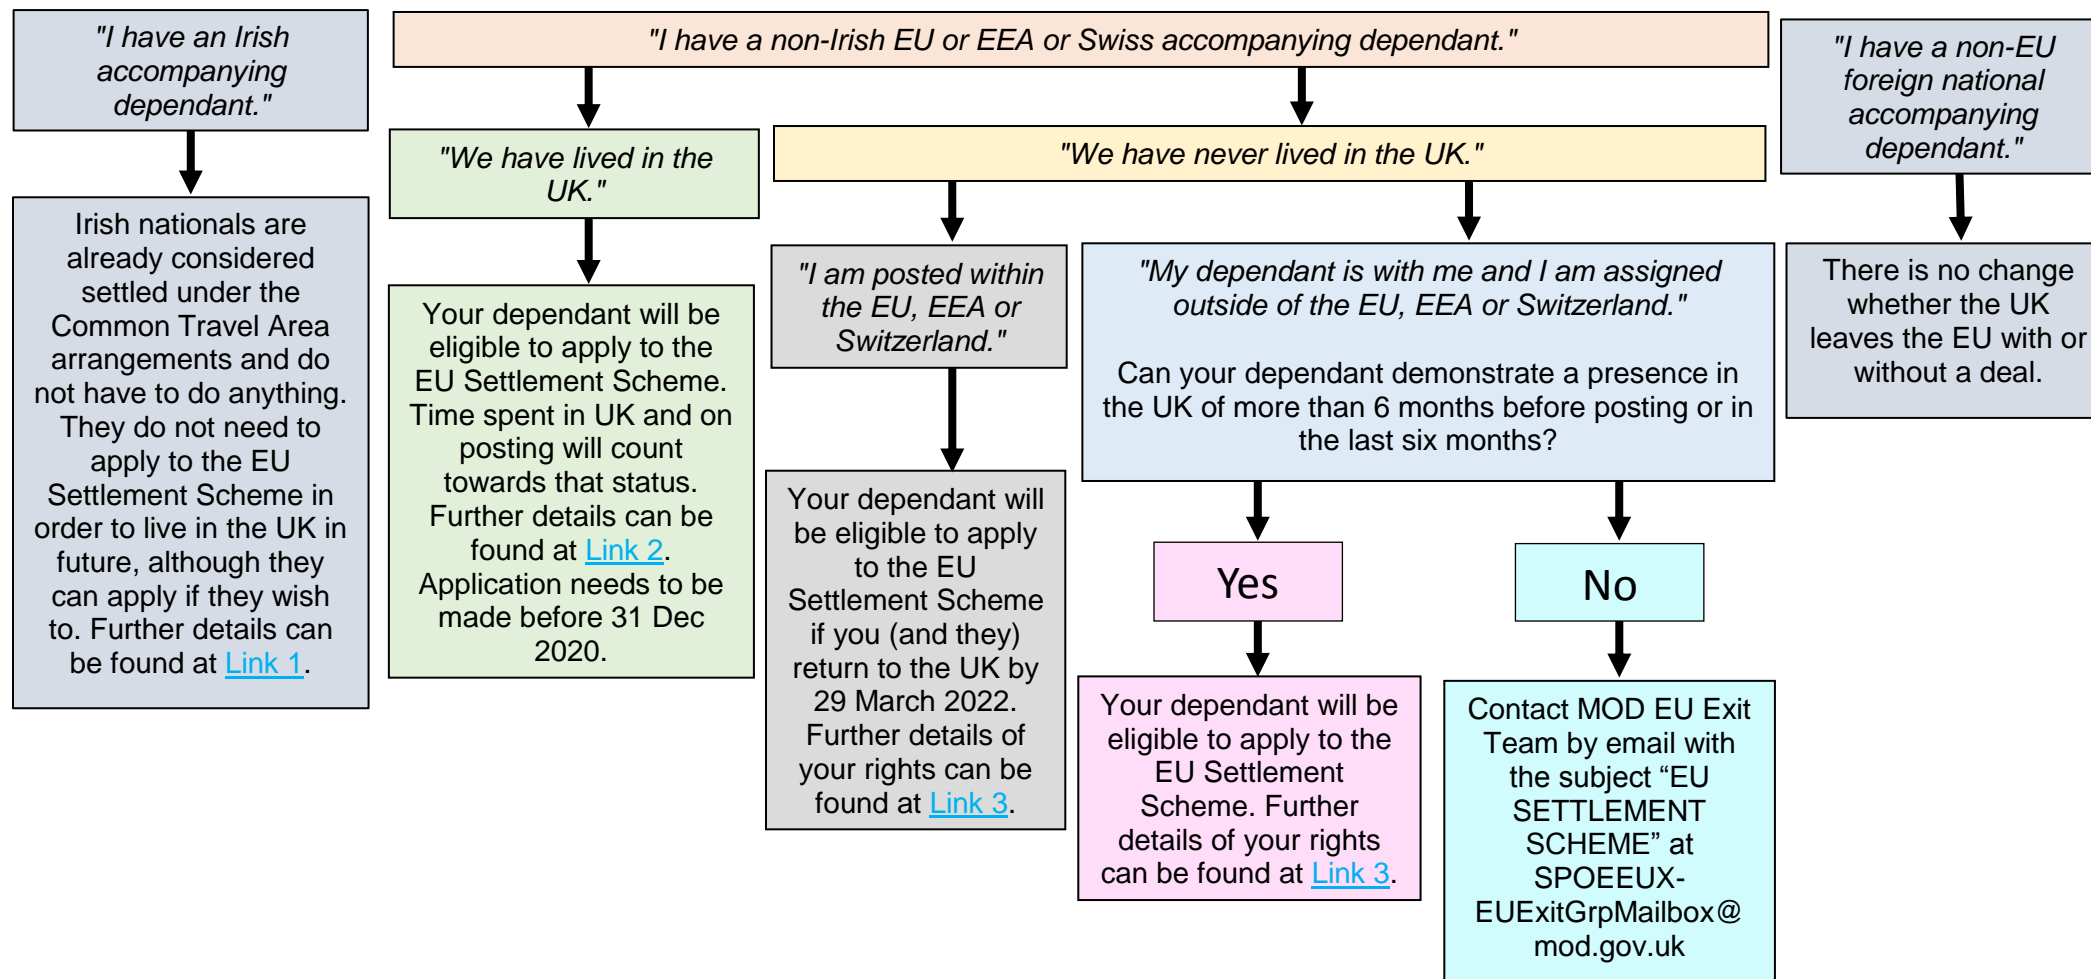 "I have an Irish
accompanying
dependant."
Irish nationals are
already considered
settled under the
Common Travel Area
arrangements and do
not have to do anything.
They do not need to
apply to the EU
Settlement Scheme in
order to live in the UK in
future, although they
can apply if they wish
to. Further details can
be found at Link 1.
"I have a non-Irish EU or EEA or Swiss accompanying dependant."
"We have lived in the
UK."
Your dependant will be
eligible to apply to the
EU Settlement Scheme.
Time spent in UK and on
posting will count
towards that status.
Further details can be
found at Link 2.
Application needs to be
made before 31 Dec
2020.
"We have never lived in the UK."
"I am posted within
the EU, EEA or
Switzerland."
Your dependant will
be eligible to apply
to the EU
Settlement Scheme
if you (and they)
return to the UK by
29 March 2022.
Further details of
your rights can be
found at Link 3.
"My dependant is with me and I am assigned
outside of the EU, EEA or Switzerland."
Can your dependant demonstrate a presence in
the UK of more than 6 months before posting or in
the last six months?
Yes
Your dependant will be
eligible to apply to the
EU Settlement
Scheme. Further
details of your rights
can be found at Link 3.
No
Contact MOD EU Exit
Team by email with
the subject “EU
SETTLEMENT
SCHEME” at
SPOEEUX-
EUExitGrpMailbox@
mod.gov.uk
"I have a non-EU
foreign national
accompanying
dependant."
There is no change
whether the UK
leaves the EU with or
without a deal.